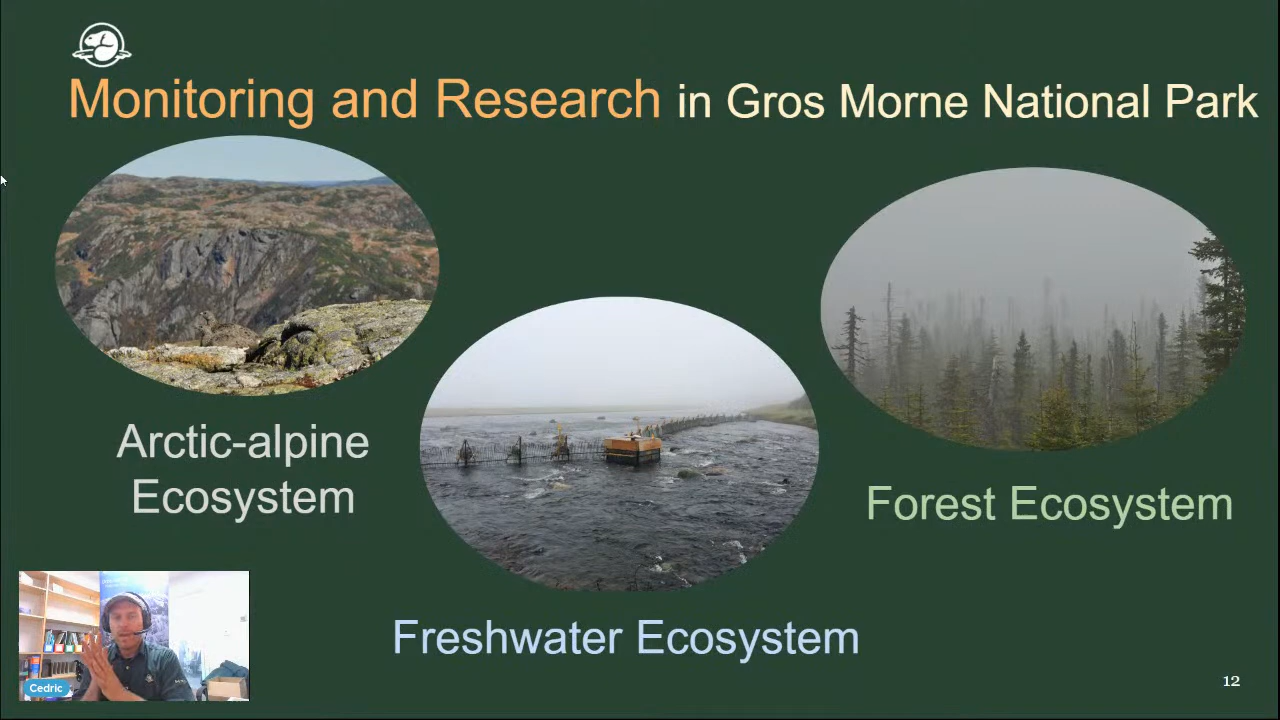 Monitoring and Research in Gros Morne National Park
Arctic-alpine
Ecosystem
Forest Ecosystem
Freshwater Ecosystem
Cedric
12